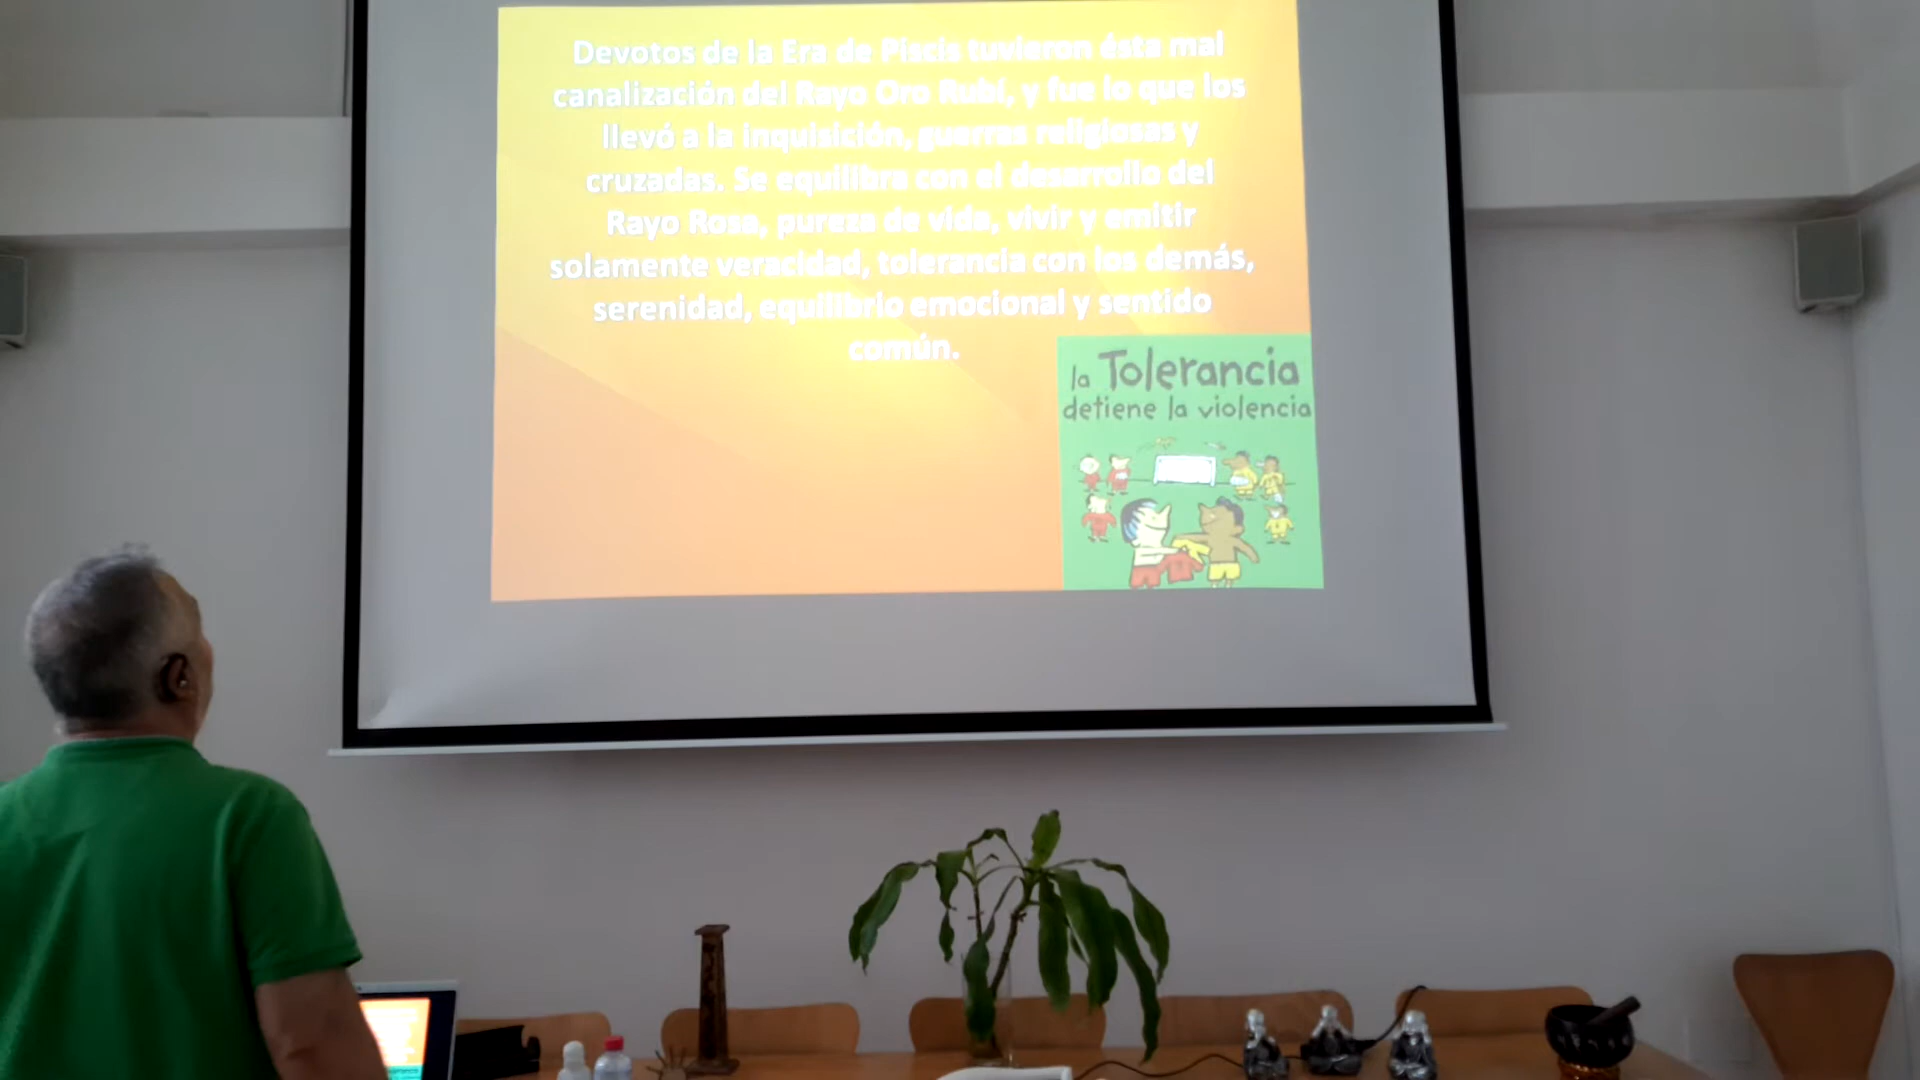 Devotos de la Era de Piscis tuvieron ésta mal
canalización del Rayo Oro Rubí, y fue lo que los
llevó a la inquisición, guerras religiosas y
cruzadas. Se equilibra con el desarrollo del
Rayo Rosa, pureza de vida, vivir y emitir
solamente veracidad, tolerancia con los demás,
serenidad, equilibrio emocional y sentido
común.
la Tolerancia
detiene la violencia